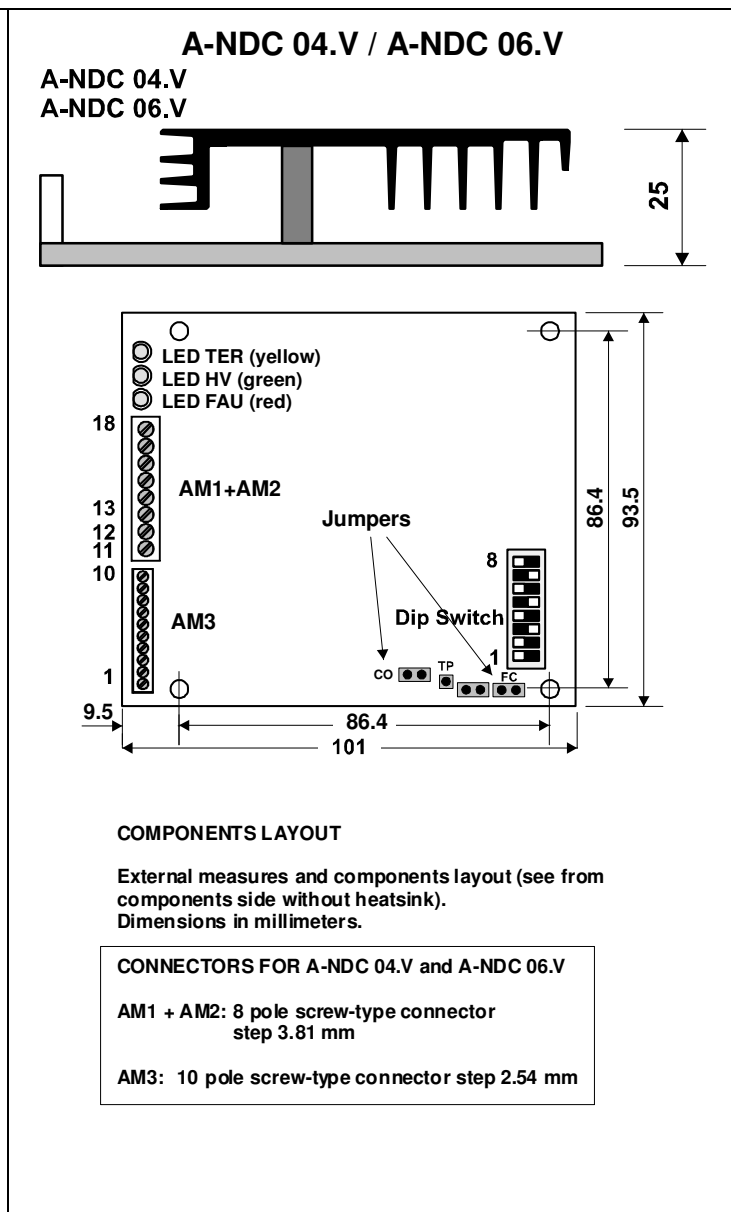 A-NDC 04.V / A-NDC 06.V
A-NDC 04.V
A-NDC 06.V
25
LED TER (yellow)
LED HV (green)
LED FAU (red)
18
AM1+AM2
13
12
11
10
AM3
1
Jumpers
8
Dip Switch
1
CO
TP
FC
86.4
93.5
9.5
86.4
101
COMPONENTS LAYOUT
External measures and components layout (see from
components side without heatsink).
Dimensions in millimeters.
CONNECTORS FOR A-NDC 04.V and A-NDC 06.V
AM1 + AM2: 8 pole screw-type connector
step 3.81 mm
AM3: 10 pole screw-type connector step 2.54 mm